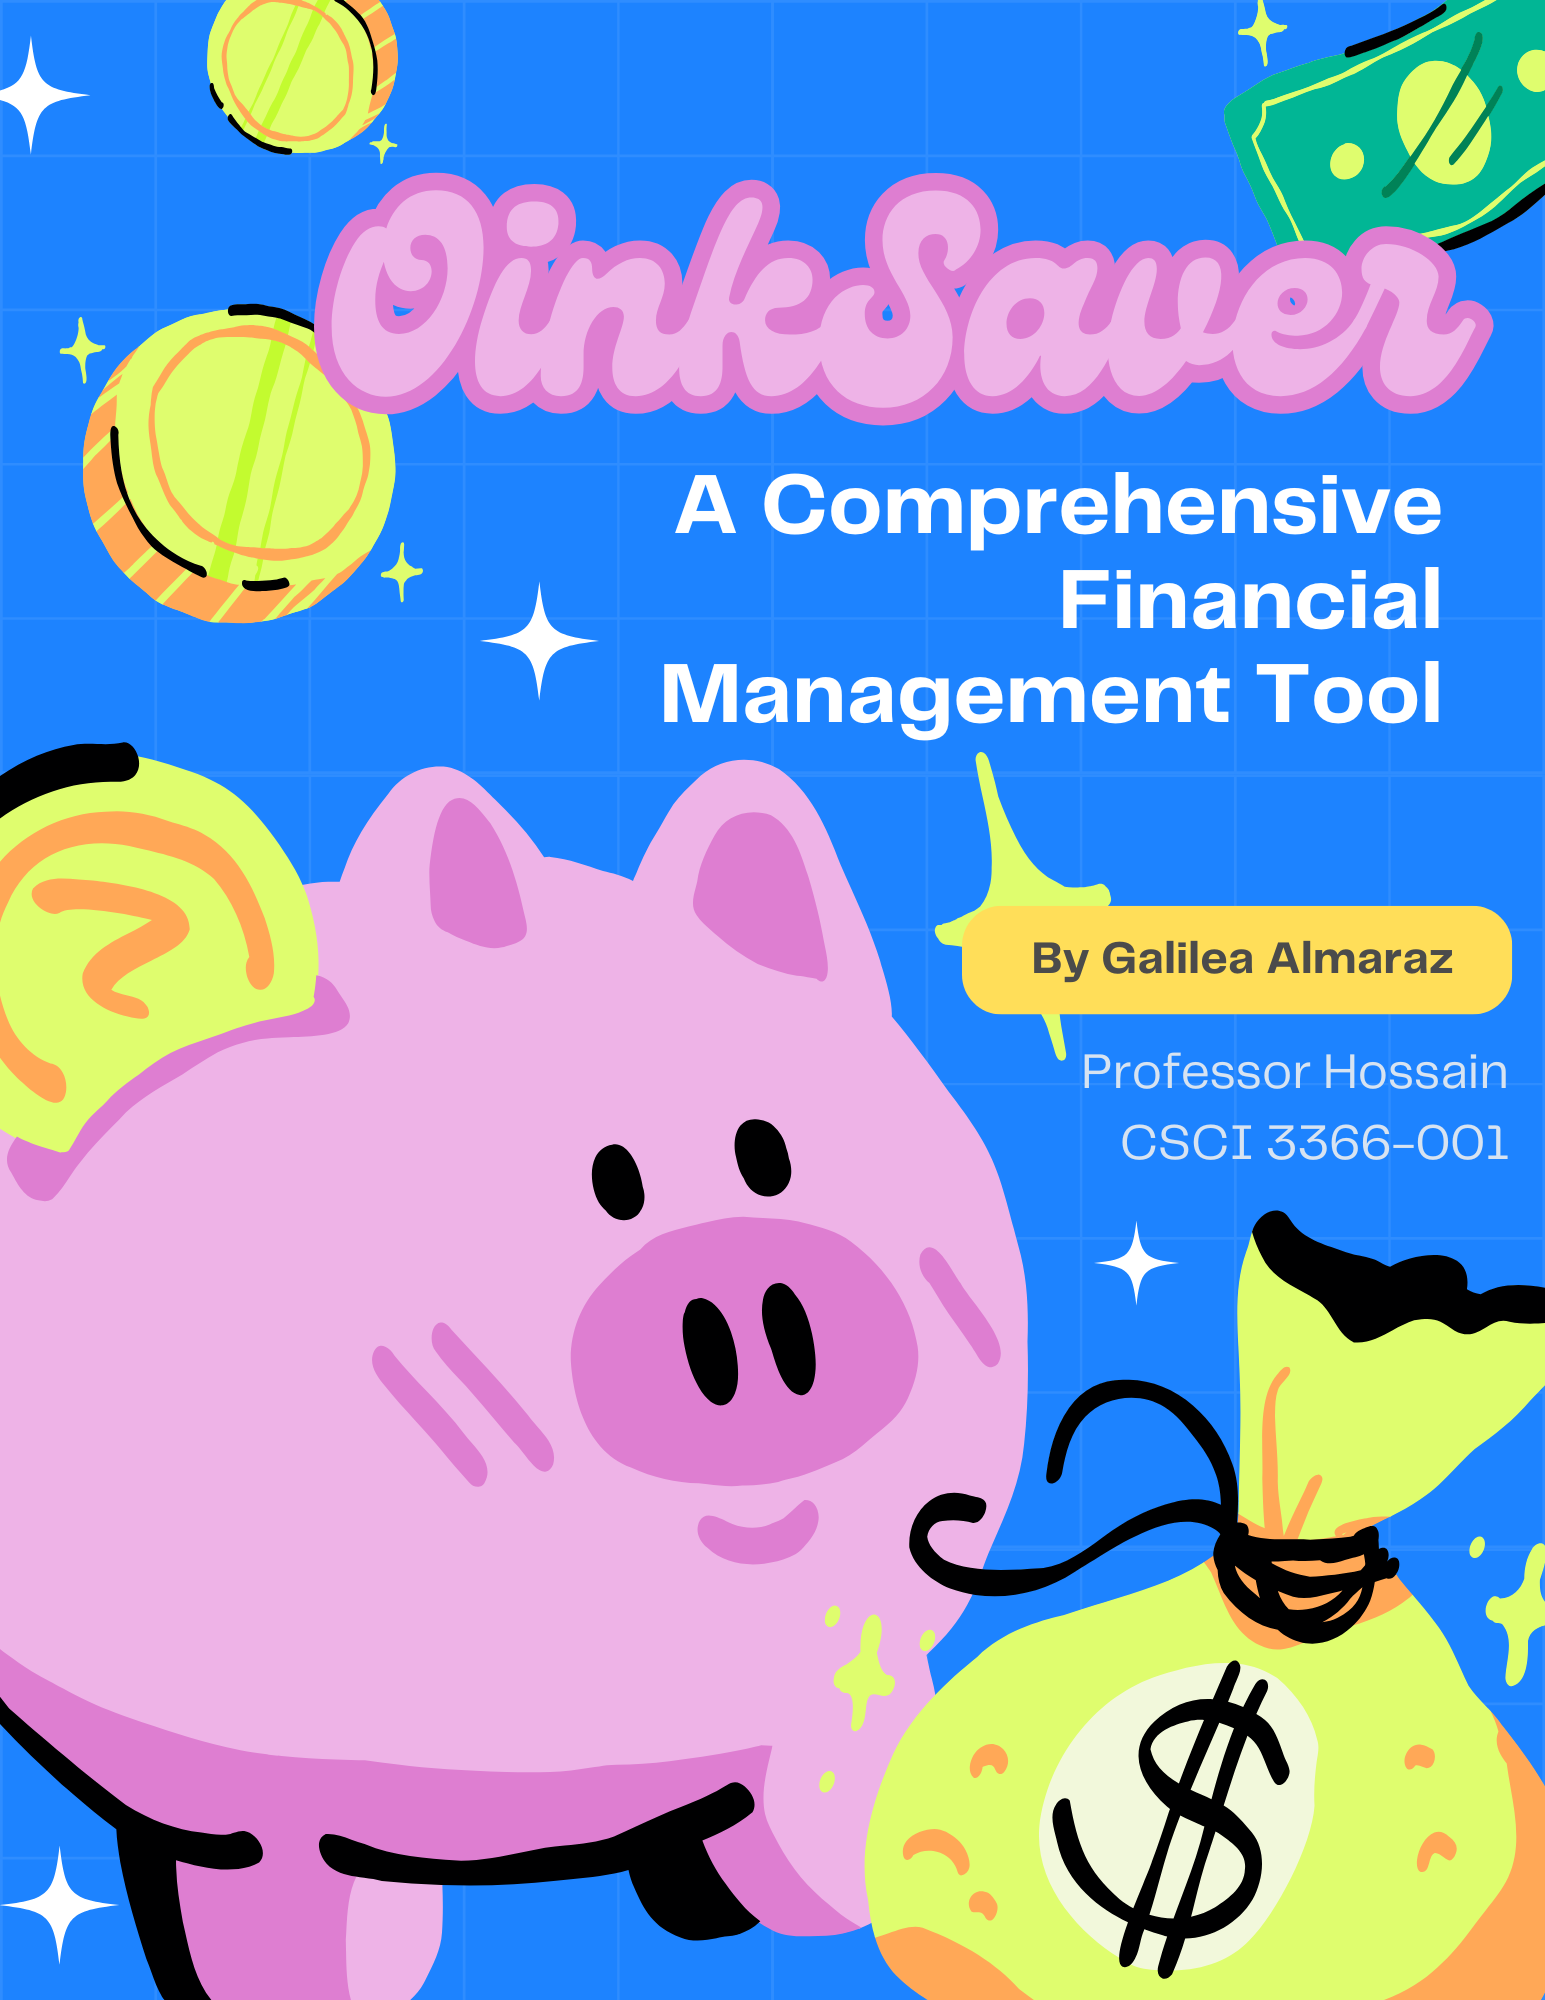 OinkSaver
A Comprehensive
Financial
Management Tool
By Galilea Almaraz
Professor Hossain
CSCI 3366-001
$